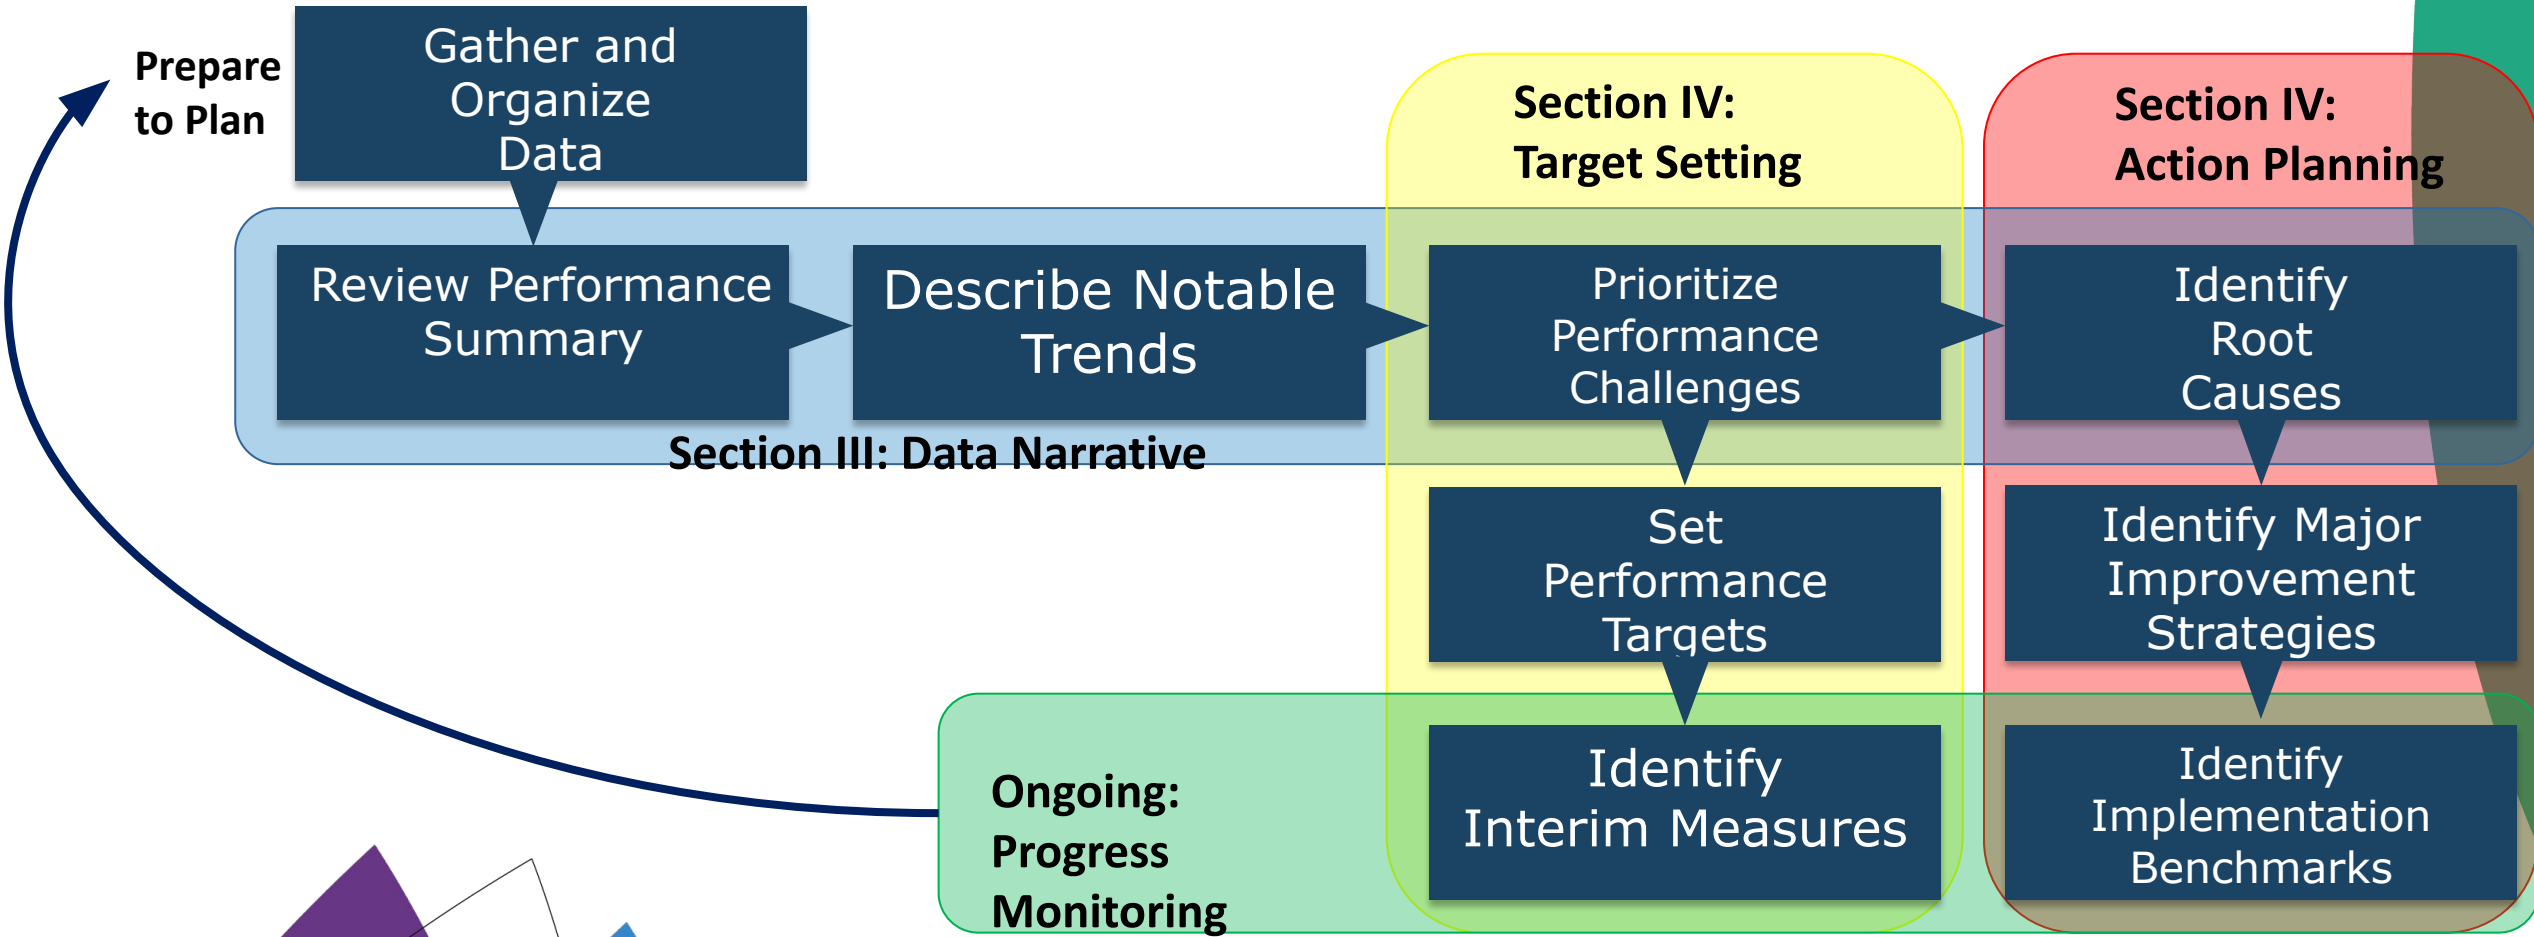 Prepare
to Plan
Gather and
Organize
Data
Section IV:
Target Setting
Section IV:
Action Planning
Review Performance
Summary
Describe Notable
Trends
Prioritize
Performance
Challenges
Identify
Root
Causes
Section III: Data Narrative
Set
Performance
Targets
Identify Major
Improvement
Strategies
Ongoing:
Progress
Monitoring
Identify
Interim Measures
Identify
Implementation
Benchmarks